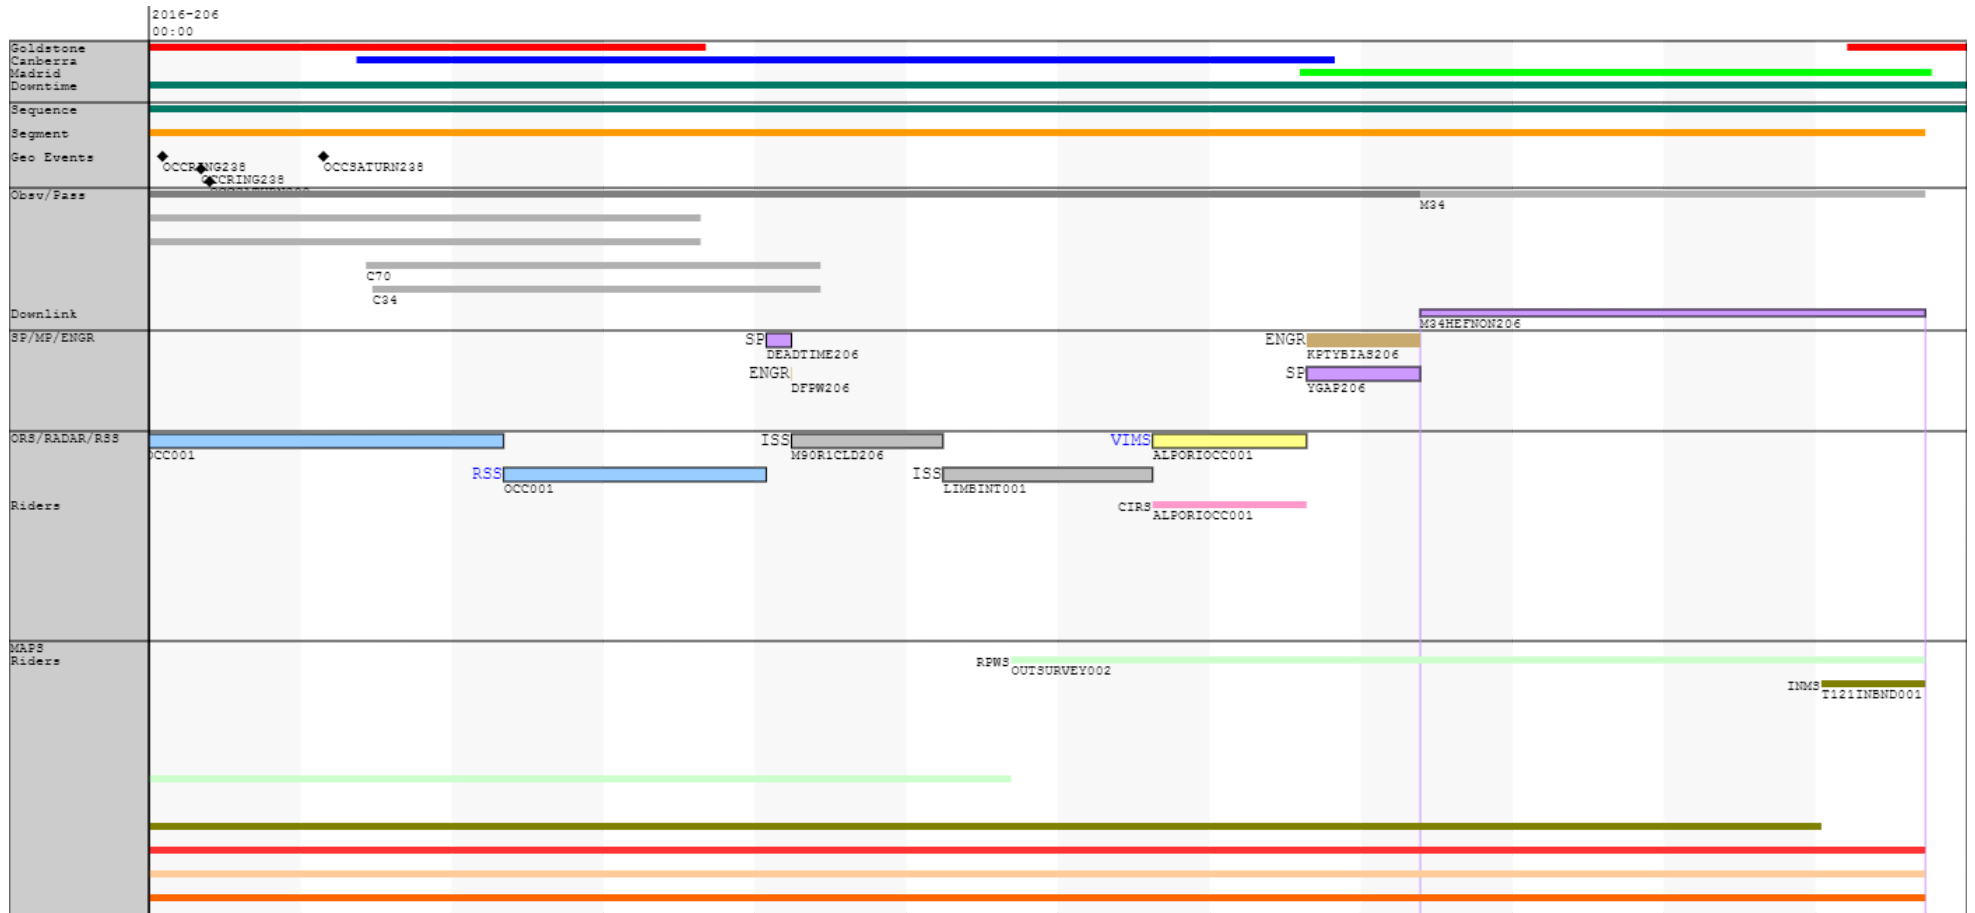 2016-206
00:00
Goldstone
Canberra
Madrid
Downtime
Sequence
Segment
Geo Events
OCCRING238
OCCSATURN238
OCCRING238
Obsv/Pass
M34
C70
C34
Downlink
M34HEFNON206
SP/MP/ENGR
SP
DEADTIME206
ENGR
KPTYBIAS206
ENGR
DFPW206
SP
YGAP206
ORS/RADAR/RSS
OCC001
ISS
M90R1CLD206
VIMS
ALPORIOCC001
RSS
OCC001
ISS
LIMBINT001
Riders
CIRS
ALPORIOCC001
MAPS
Riders
RPWS
OUTSURVEY002
INMS
T121INBND001